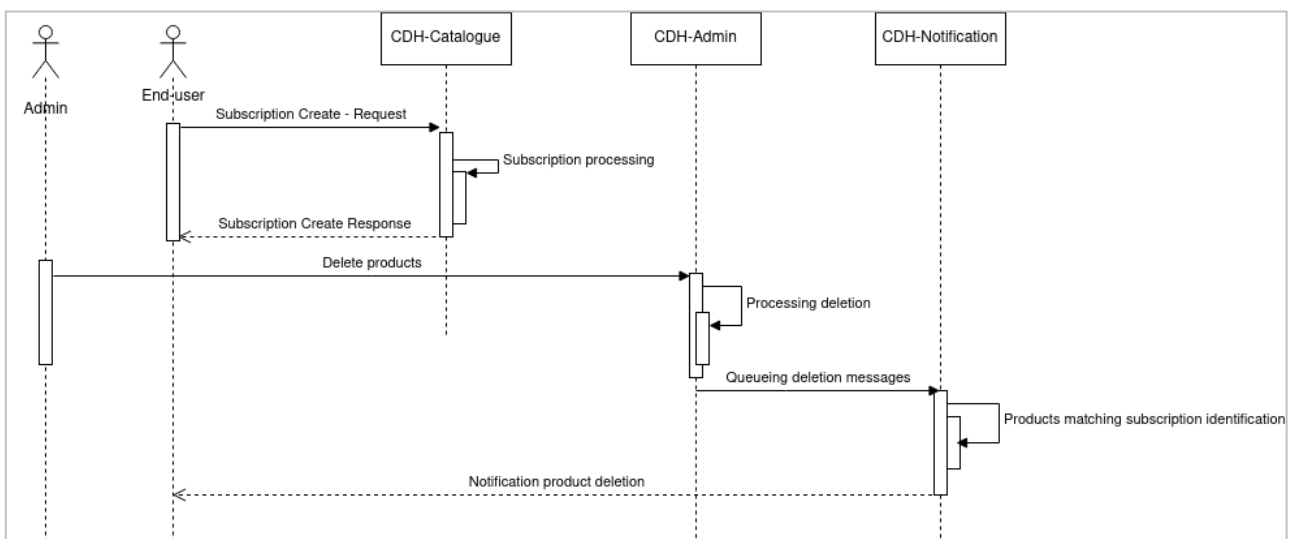 CDH-Catalogue
CDH-Admin
CDH-Notification
Admin
End-user
Subscription Create - Request
Subscription processing
Subscription Create Response
Delete products
Processing deletion
Queueing deletion messages
Products matching subscription identification
Notification product deletion